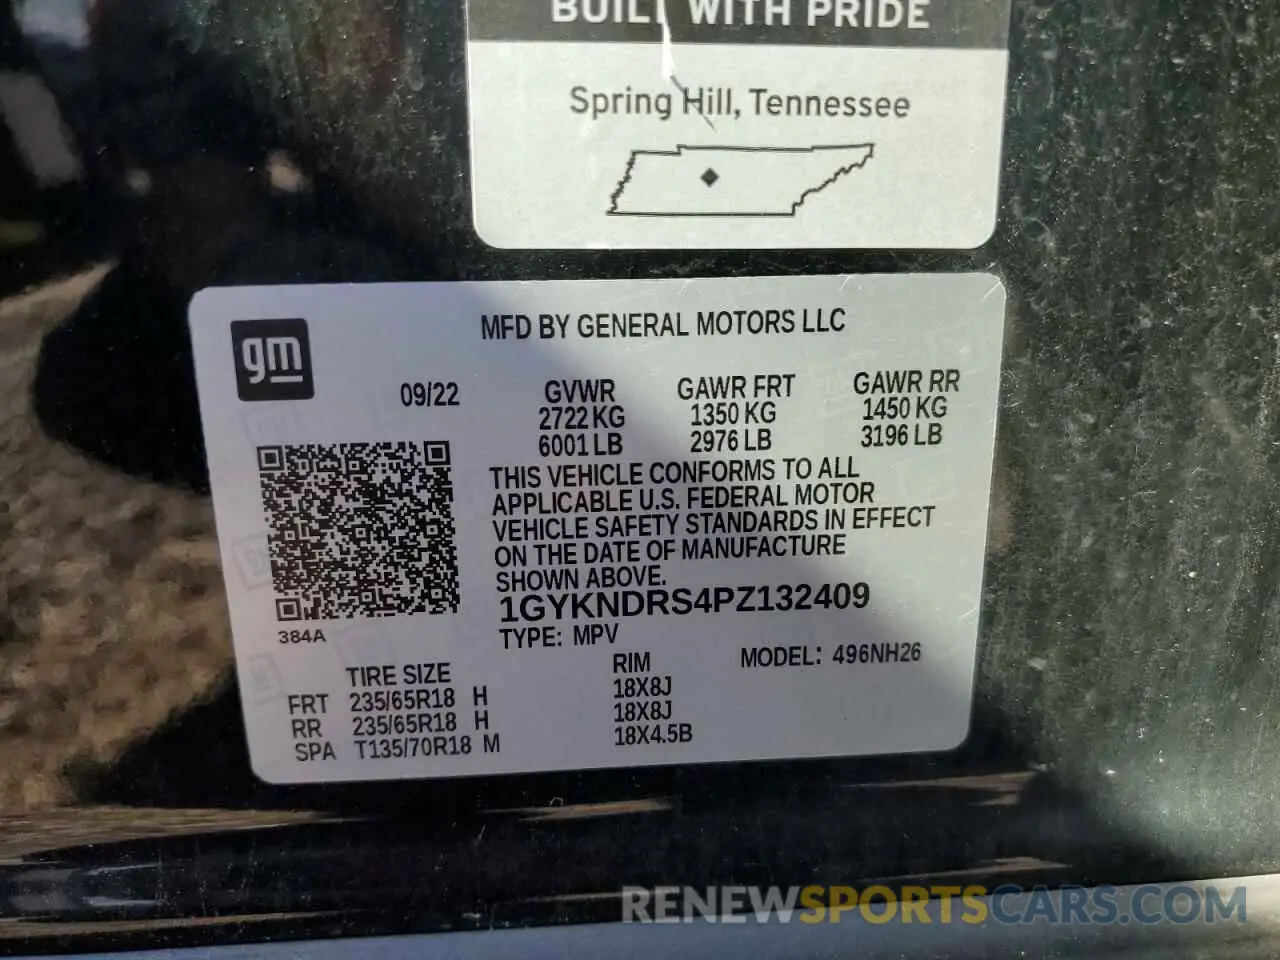 BUILT WITH PRIDE
Spring Hill, Tennessee
gm
MFD BY GENERAL MOTORS LLC
09/22
GVWR
2722 KG
6001 LB
GAWR FRT
1350 KG
2976 LB
GAWR RR
1450 KG
3196 LB
THIS VEHICLE CONFORMS TO ALL
APPLICABLE U.S. FEDERAL MOTOR
VEHICLE SAFETY STANDARDS IN EFFECT
ON THE DATE OF MANUFACTURE
SHOWN ABOVE.
1GYKNDRS4PZ132409
TYPE: MPV
384A
MODEL: 496NH26
TIRE SIZE
RIM
FRT 235/65R18 H 18X8J
RR 235/65R18 H 18X8J
SPA T135/70R18 M 18X4.5B
RENEWSPORTSCARS.COM